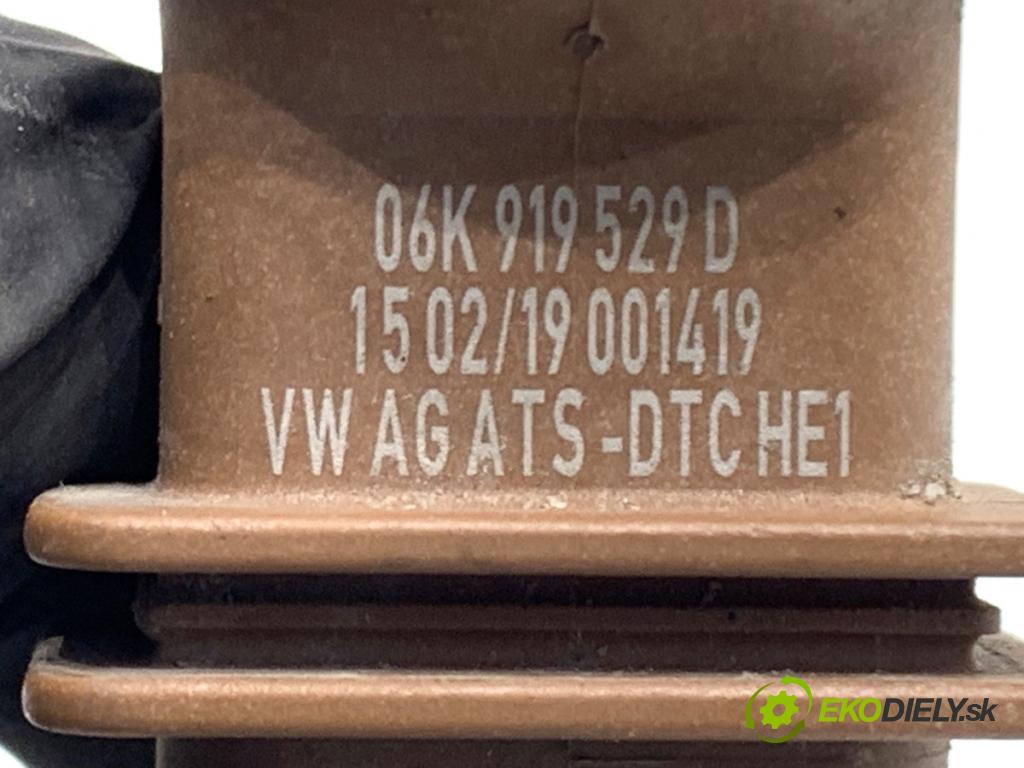 06K 919 529 D
15 02/19 001419
VW AG ATS -DTC HE1
EKODIELY.sk